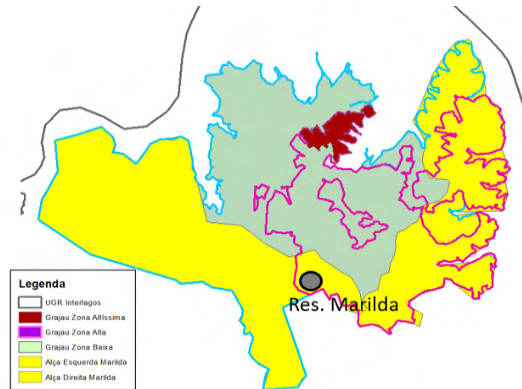 Res. Marilda
Legenda
UGR Interlagos
Grajau Zona Altíssima
Grajau Zona Alta
Grajau Zona Baixa
Alça Esquerda Marilda
Alça Direita Marilda